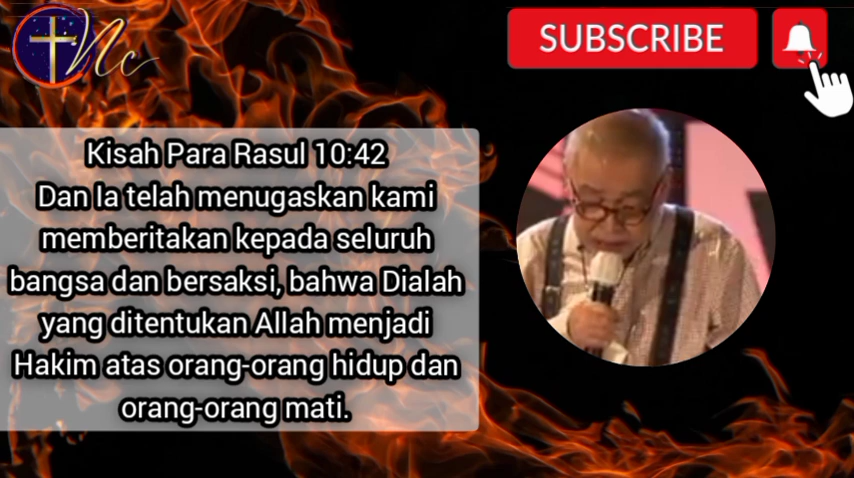 Nc
SUBSCRIBE
Kisah Para Rasul 10:42
Dan Ia telah menugaskan kami
memberitakan kepada seluruh
bangsa dan bersaksi, bahwa Dialah
yang ditentukan Allah menjadi
Hakim atas orang-orang hidup dan
orang-orang mati.